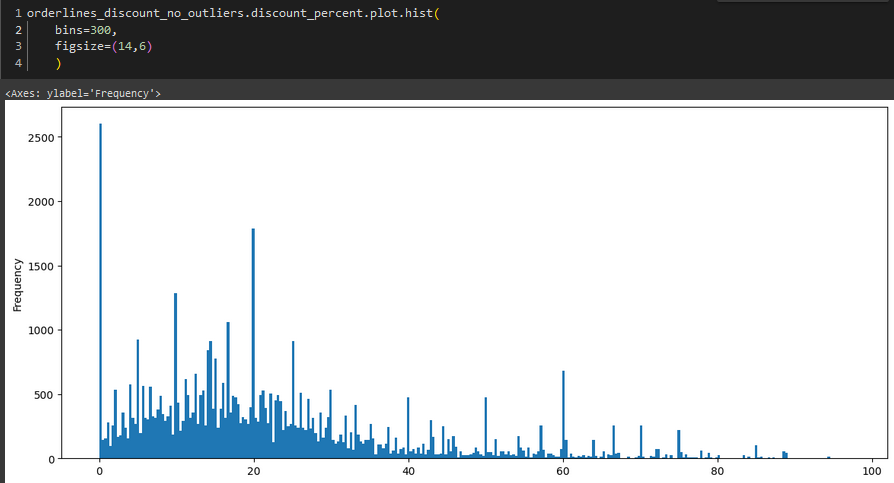 1 orderlines_discount_no_outliers.discount_percent.plot.hist(
2 bins=300,
3 figsize=(14,6)
4 )
<Axes: ylabel='Frequency'>
2500
2000
1500
1000
500
0
Frequency
0 20 40 60 80 100